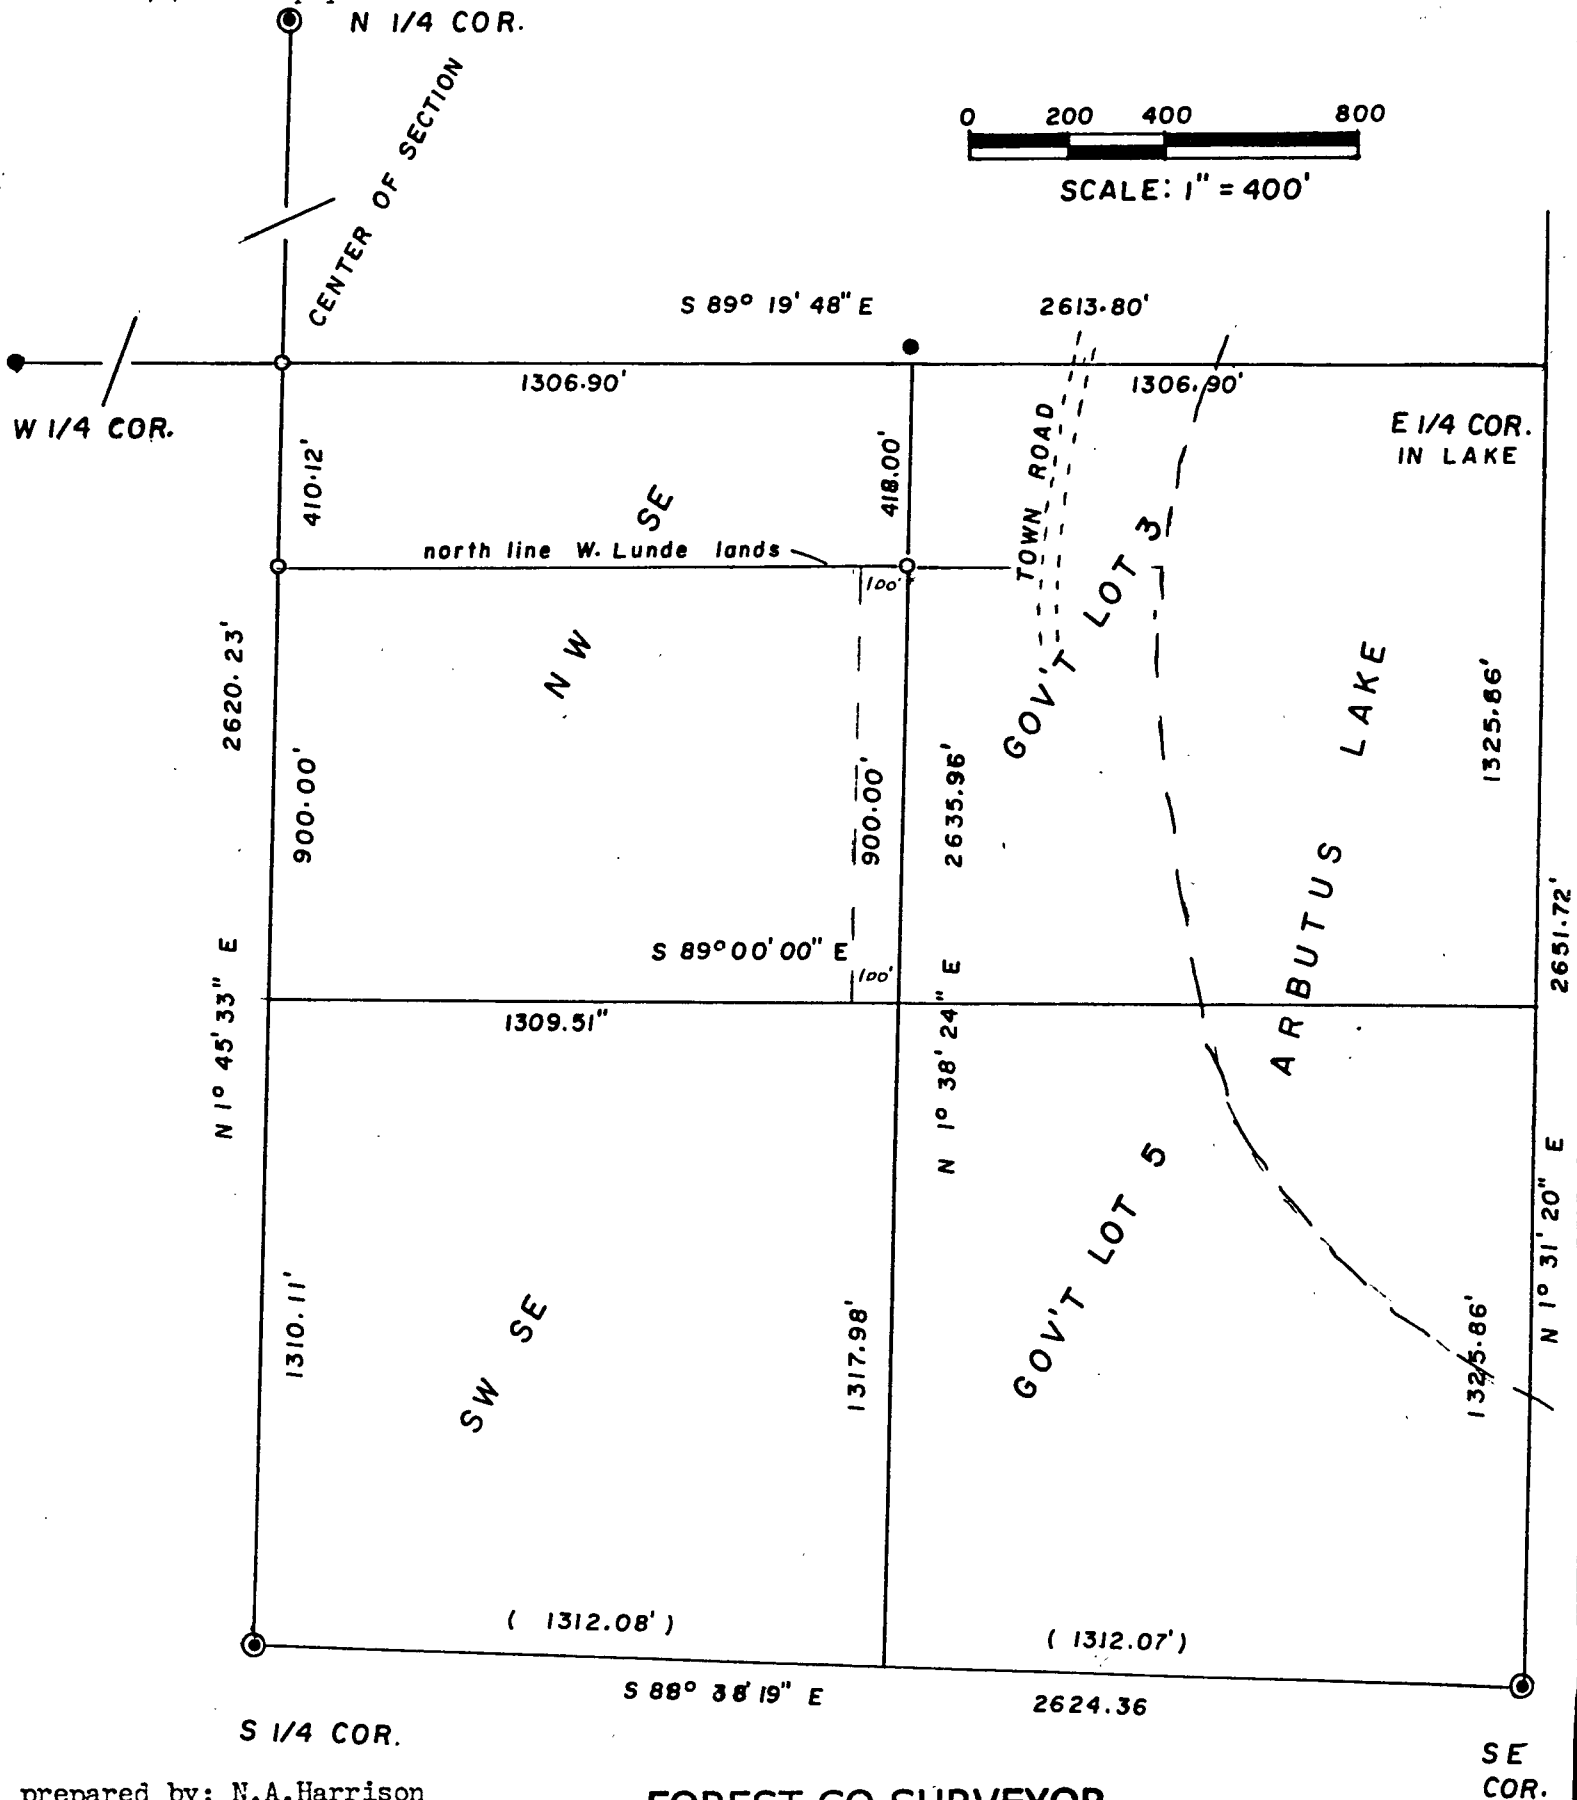 N 1/4 COR.
CENTER OF SECTION
0 200 400 800
SCALE: 1" = 400'
S 89° 19' 48" E 2613.80'
1306.90' 1306.90'
W 1/4 COR.
E 1/4 COR.
IN LAKE
410.12'
418.00'
TOWN ROAD
NW SE
north line W. Lunde lands
100'
GOV'T LOT 3
2620.23'
900.00'
900.00'
2635.96'
1325.86'
ARBUTUS LAKE
2651.72'
S 89° 00' 00" E
100'
1309.51"
N 1° 45' 33" E
N 1° 38' 24" E
N 1° 31' 20" E
GOV'T LOT 5
SW SE
1310.11'
1317.98'
1325.86'
( 1312.08' )
( 1312.07' )
S 88° 38' 19" E 2624.36
S 1/4 COR.
SE
COR.
prepared by: N.A.Harrison
FOREST CO SURVEYOR